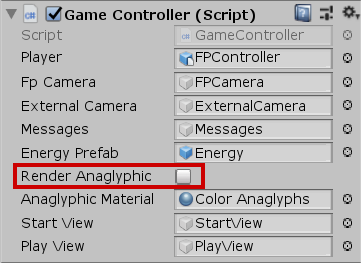 Game Controller (Script)
Script GameController
Player FPController
Fp Camera FPCamera
External Camera ExternalCamera
Messages Messages
Energy Prefab Energy
Render Anaglyphic
Anaglyphic Material Color Anaglyphs
Start View StartView
Play View PlayView